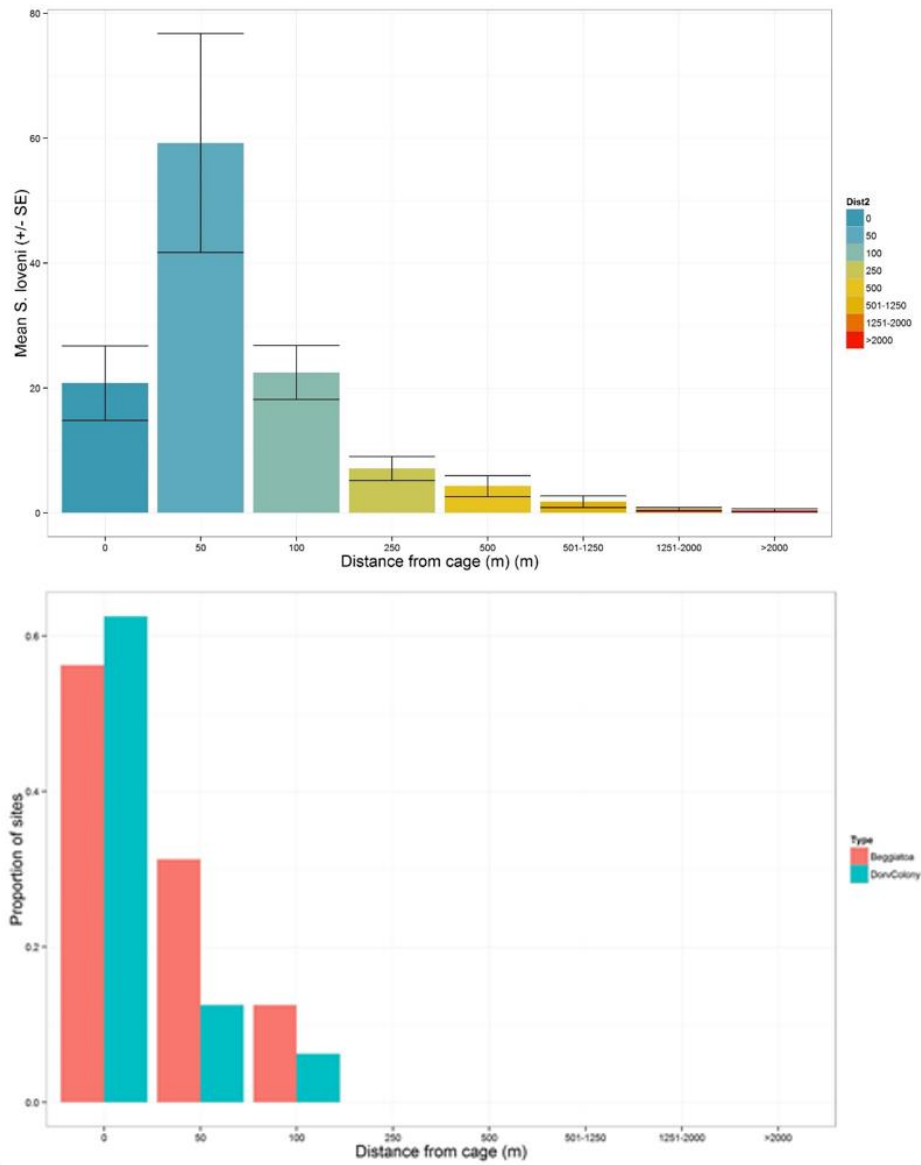 80
60
40
20
0
Mean S. loveni (+/- SE)
0 50 100 250 500 501-1250 1251-2000 >2000
Distance from cage (m) (m)
Dist2
0
50
100
250
500
501-1250
1251-2000
>2000
0.6
0.4
0.2
0.0
Proportion of sites
0 50 100 250 500 501-1250 1251-2000 >2000
Distance from cage (m)
Type
Beggiatoa
DorvColony